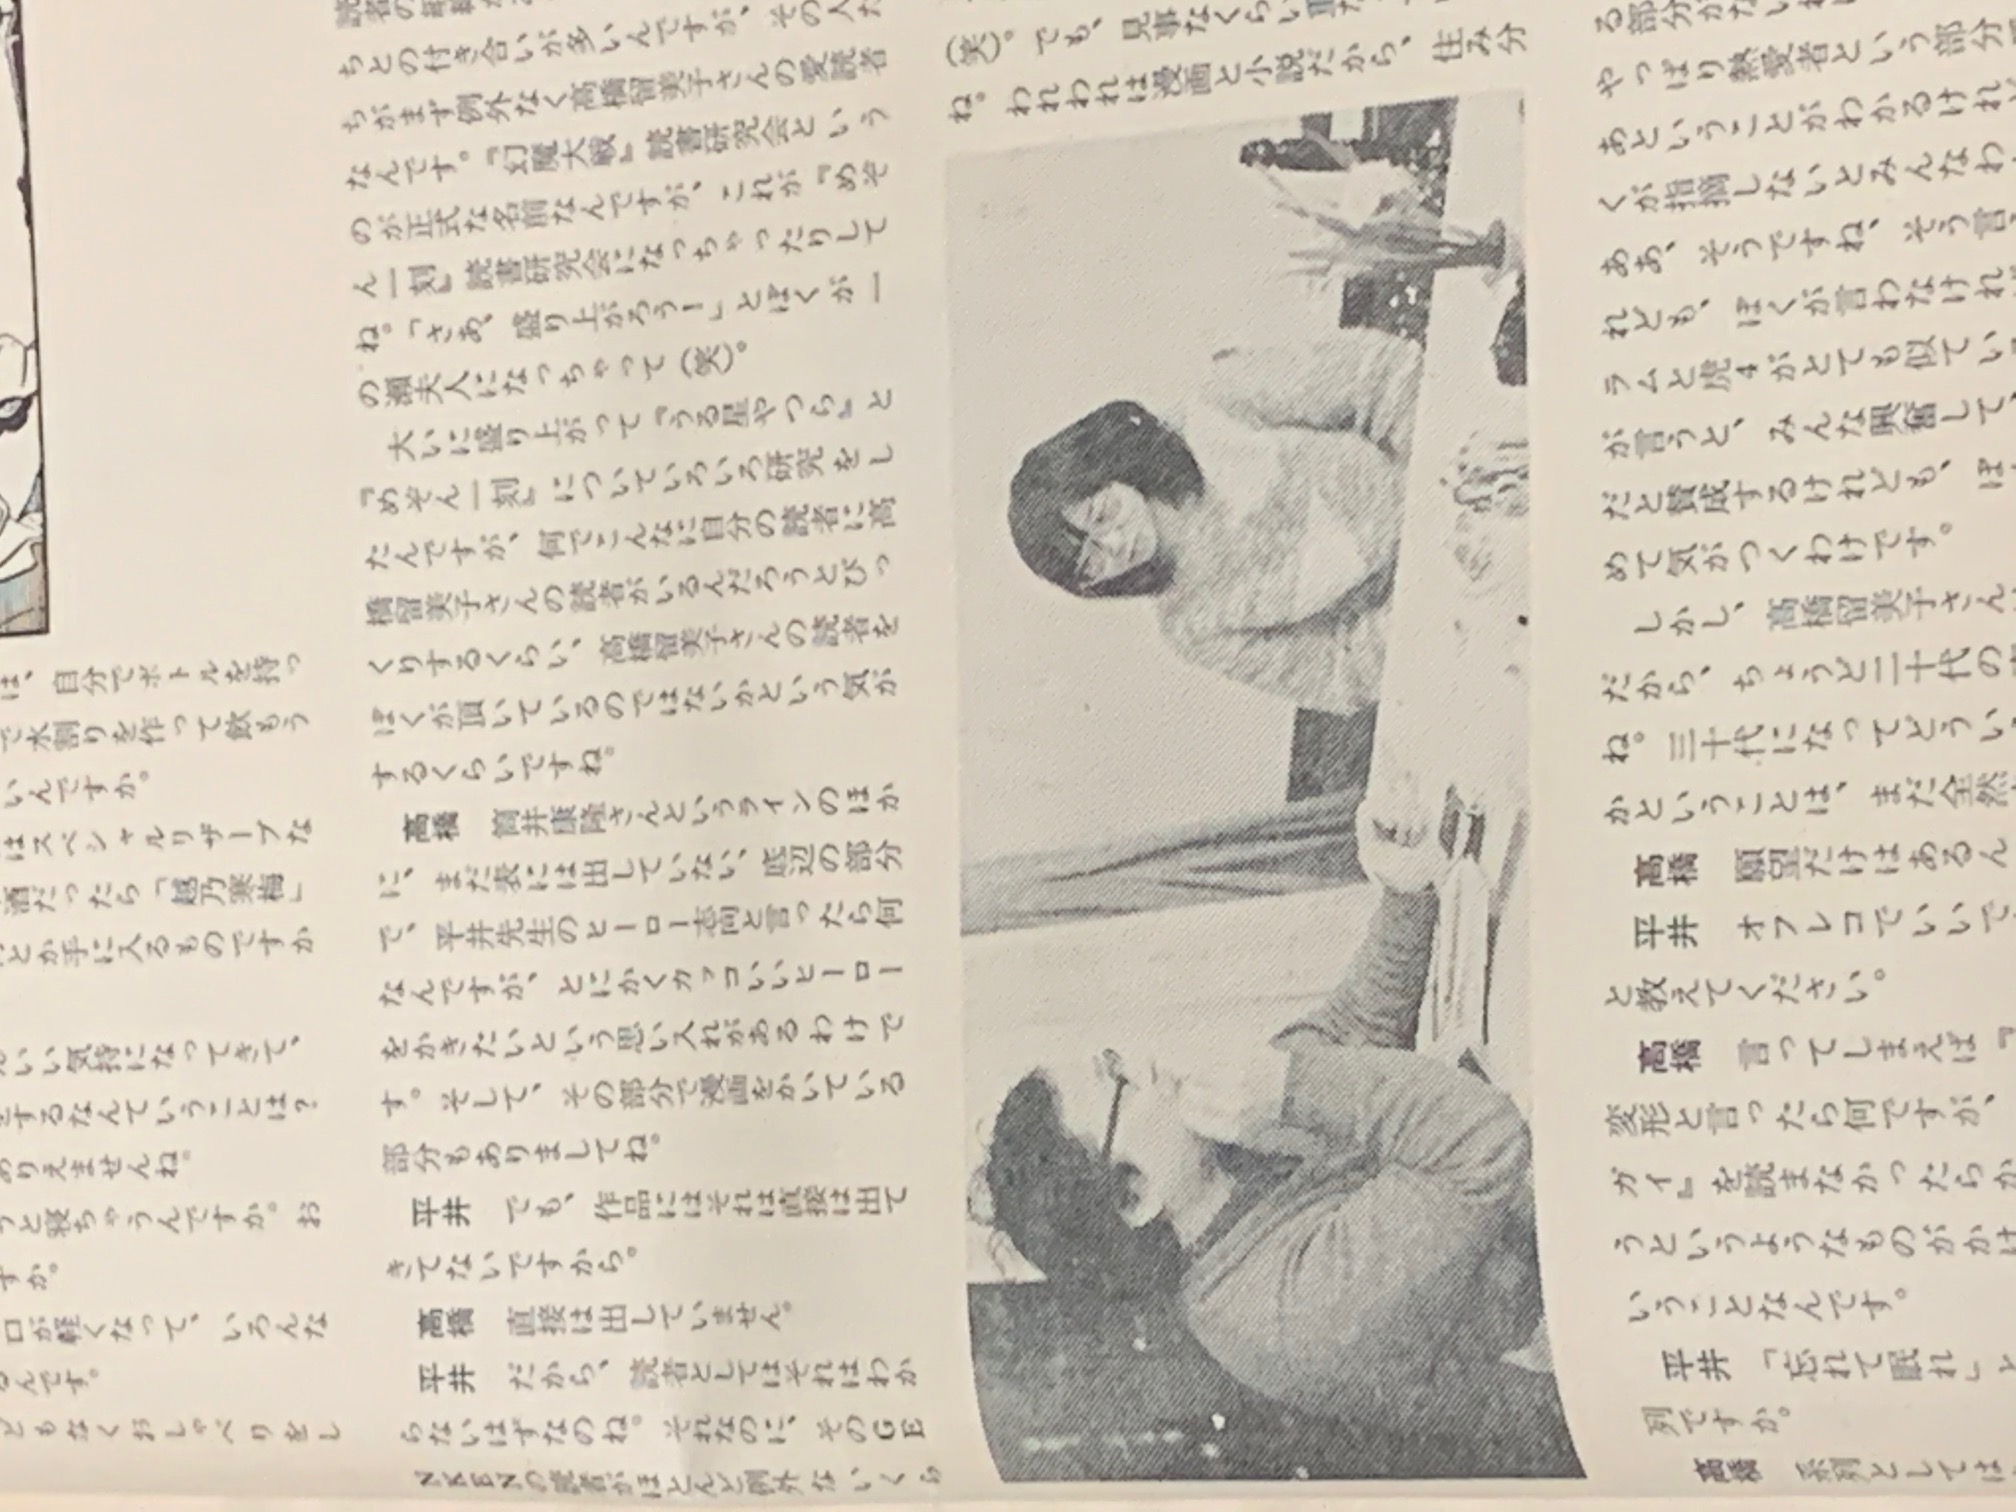 は、自分でボトルを持っ
で水割りを作って飲もう
いんですか。
はスペシャルリザーブな
酒だったら「越乃寒梅」
とか手に入るものですか
いい気持になってきて、
をするなんていうことは?
ありえませんね。
うと寝ちゃうんですか。お
すか。
口が軽くなって、いろんな
るんです。
どもなくおしゃべりをし
ちとの付き合いが多いんですが、その人た
ちがまず例外なく高橋留美子さんの愛読者
なんです。『幻魔大戦』読書研究会という
のが正式な名前なんですが、これが『めぞ
ん一刻』読書研究会になっちゃったりして
ね。「さあ、盛り上がろう!」とぼくが一
の瀬夫人になっちゃって(笑)。
大いに盛り上がって『うる星やつら』と
『めぞん一刻』についていろいろ研究をし
たんですが、何でこんなに自分の読者に高
橋留美子さんの読者がいるんだろうとびっ
くりするくらい、高橋留美子さんの読者を
ぼくが頂いているのではないかという気が
するくらいですね。
高橋 筒井康隆さんというラインのほか
に、まだ表には出していない、底辺の部分
で、平井先生のヒーロー志向と言ったら何
なんですが、とにかくカッコいいヒーロー
をかきたいという思い入れがあるわけで
す。そして、その部分で漫画をかいている
部分もありましてね。
平井 でも、作品にはそれは直接は出て
きてないですから。
高橋 直接は出していません。
平井 だから、読者としてはそれはわか
らないはずなのね。それなのに、そのGE
NKENの読者がほとんど例外ないくら
(笑)。でも、見事なくらい重
ね。われわれは漫画と小説だから、住み分
る部分がない
やっぱり熱愛者という部分
あということがわかるけれ
くが指摘しないとみんなわ
ああ、そうですね、そう言
れども、ぼくが言わなければ
ラムと虎4がとても似てい
が言うと、みんな興奮して、
だと賛成するけれども、ぼ
めて気がつくわけです。
しかし、高橋留美子さんは
だから、ちょうど二十代の
ね。三十代になってどうい
かということは、まだ全然
高橋 願望だけはあるん
平井 オフレコでいいで
と教えてください。
高橋 言ってしまえば『
変形と言ったら何ですが、
ガイ』を読まなかったらか
うというようなものがかけ
いうことなんです。
平井 「忘れて眠れ」と
列ですか。
高橋 系列としては